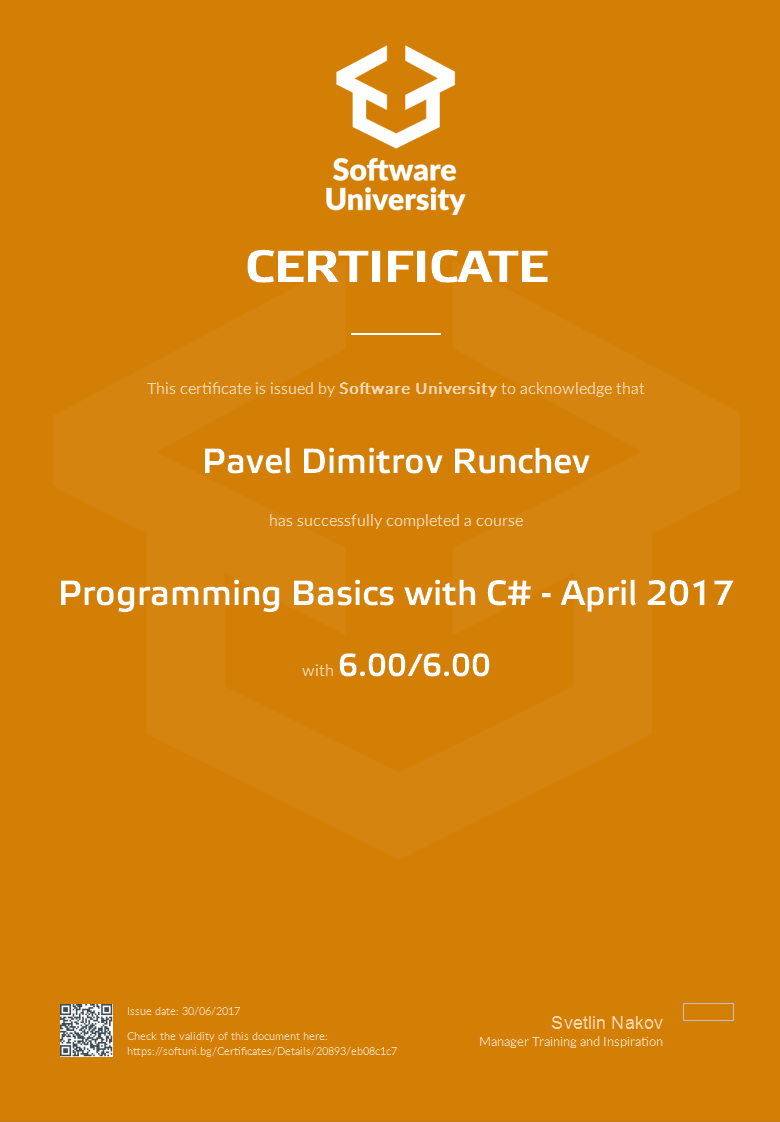 Software
University
CERTIFICATE
This certificate is issued by Software University to acknowledge that
Pavel Dimitrov Runchev
has successfully completed a course
Programming Basics with C# - April 2017
with 6.00/6.00
Issue date: 30/06/2017
Check the validity of this document here:
https://softuni.bg/Certificates/Details/20893/eb08c1c7
Svetlin Nakov
Manager Training and Inspiration